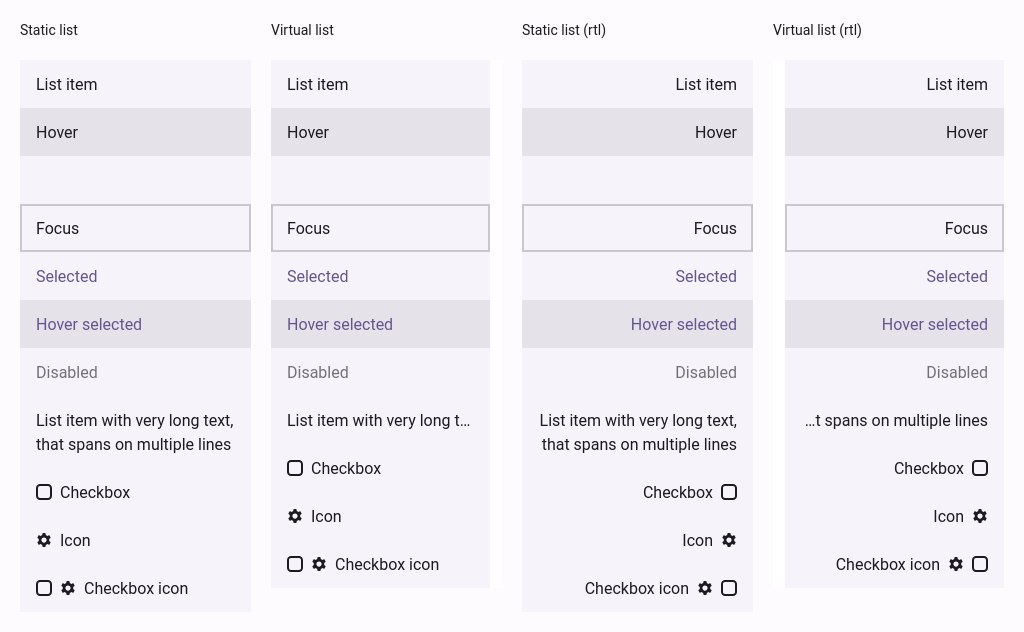 Static list
List item
Hover
Focus
Selected
Hover selected
Disabled
List item with very long text,
that spans on multiple lines
Checkbox
Icon
Checkbox icon
Virtual list
List item
Hover
Focus
Selected
Hover selected
Disabled
List item with very long t...
Checkbox
Icon
Checkbox icon
Static list (rtl)
List item
Hover
Focus
Selected
Hover selected
Disabled
List item with very long text,
that spans on multiple lines
Checkbox
Icon
Checkbox icon
Virtual list (rtl)
List item
Hover
Focus
Selected
Hover selected
Disabled
...t spans on multiple lines
Checkbox
Icon
Checkbox icon